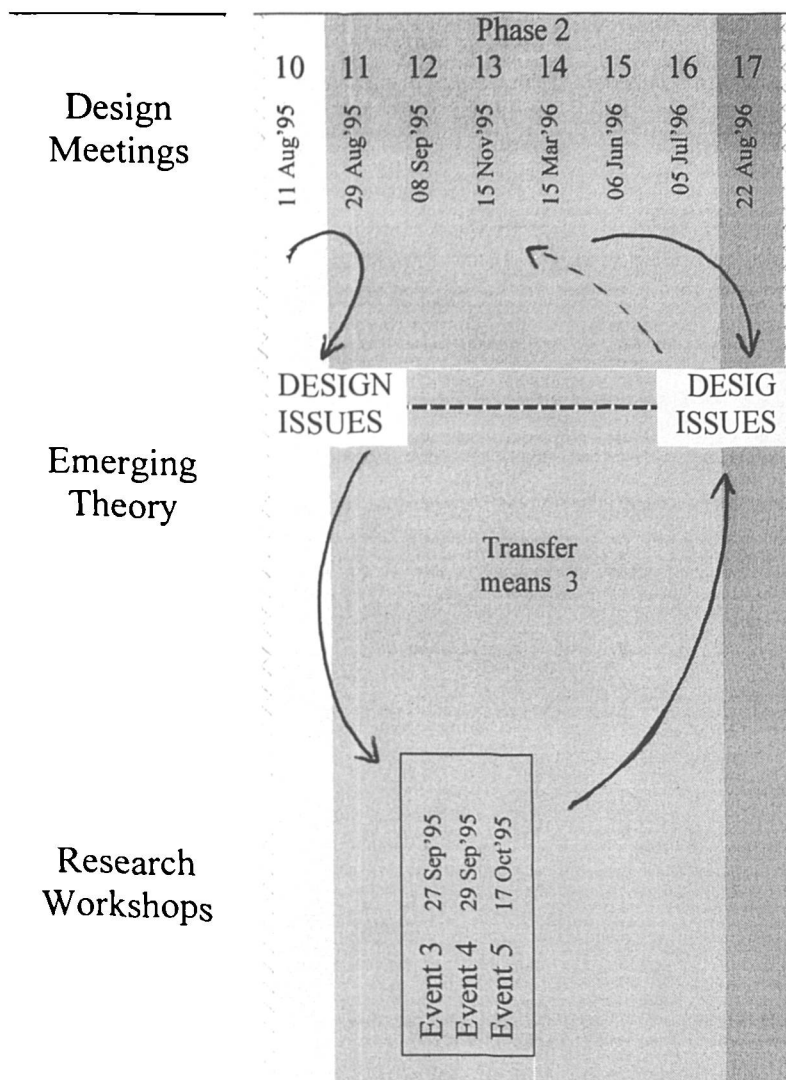 Phase 2
10 11 12 13 14 15 16 17
Design
Meetings
11 Aug'95
29 Aug'95
08 Sep'95
15 Nov'95
15 Mar'96
06 Jun'96
05 Jul'96
22 Aug'96
DESIGN
ISSUES
DESIG
ISSUES
Emerging
Theory
Transfer
means 3
Research
Workshops
Event 3 27 Sep'95
Event 4 29 Sep'95
Event 5 17 Oct'95